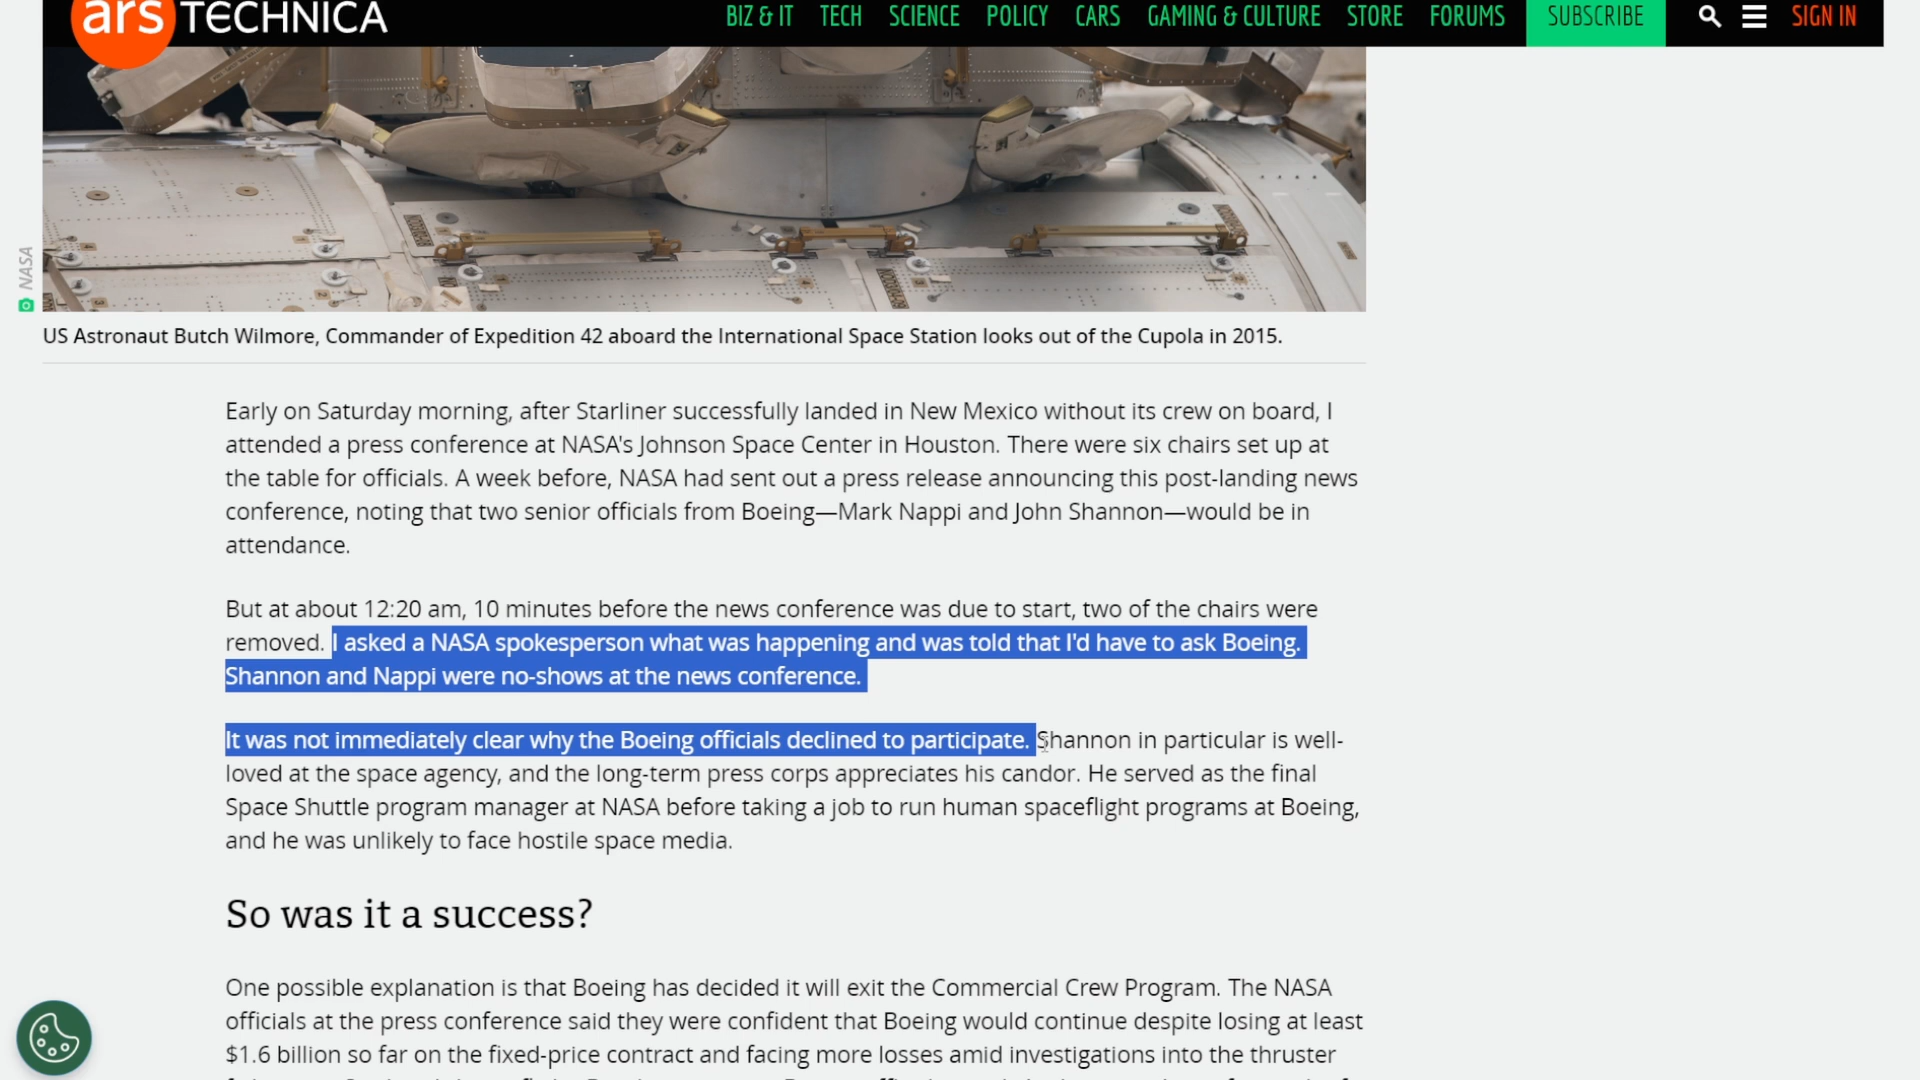 ars TECHNICA
BIZ & IT TECH SCIENCE POLICY CARS GAMING & CULTURE STORE FORUMS SUBSCRIBE SIGN IN
NASA
US Astronaut Butch Wilmore, Commander of Expedition 42 aboard the International Space Station looks out of the Cupola in 2015.
Early on Saturday morning, after Starliner successfully landed in New Mexico without its crew on board, I
attended a press conference at NASA's Johnson Space Center in Houston. There were six chairs set up at
the table for officials. A week before, NASA had sent out a press release announcing this post-landing news
conference, noting that two senior officials from Boeing—Mark Nappi and John Shannon—would be in
attendance.
But at about 12:20 am, 10 minutes before the news conference was due to start, two of the chairs were
removed. I asked a NASA spokesperson what was happening and was told that I'd have to ask Boeing.
Shannon and Nappi were no-shows at the news conference.
It was not immediately clear why the Boeing officials declined to participate. Shannon in particular is well-
loved at the space agency, and the long-term press corps appreciates his candor. He served as the final
Space Shuttle program manager at NASA before taking a job to run human spaceflight programs at Boeing,
and he was unlikely to face hostile space media.
So was it a success?
One possible explanation is that Boeing has decided it will exit the Commercial Crew Program. The NASA
officials at the press conference said they were confident that Boeing would continue despite losing at least
$1.6 billion so far on the fixed-price contract and facing more losses amid investigations into the thruster